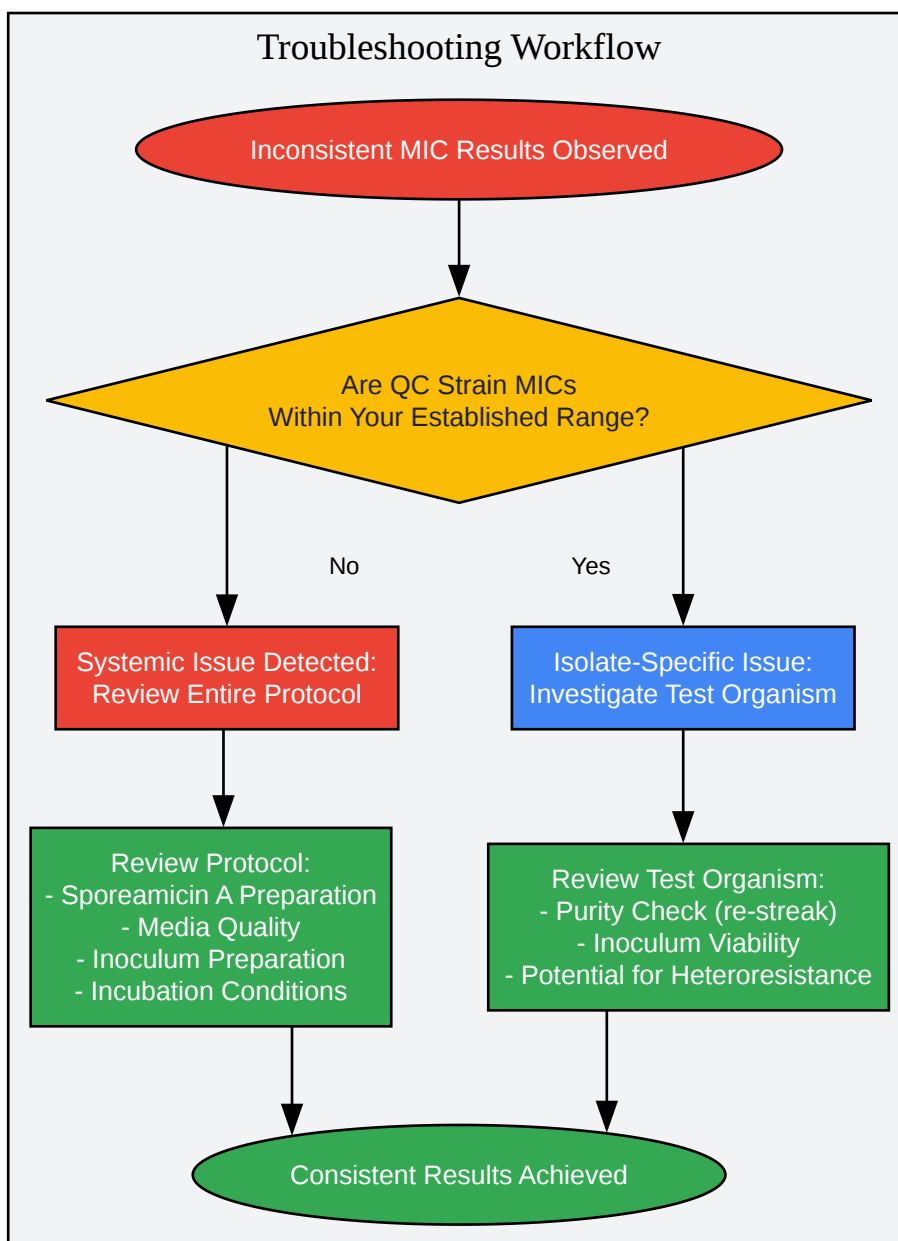 Troubleshooting Workflow
Inconsistent MIC Results Observed
Are QC Strain MICs
Within Your Established Range?
No
Yes
Systemic Issue Detected:
Review Entire Protocol
Isolate-Specific Issue:
Investigate Test Organism
Review Protocol:
- Sporeamicin A Preparation
- Media Quality
- Inoculum Preparation
- Incubation Conditions
Review Test Organism:
- Purity Check (re-streak)
- Inoculum Viability
- Potential for Heteroresistance
Consistent Results Achieved